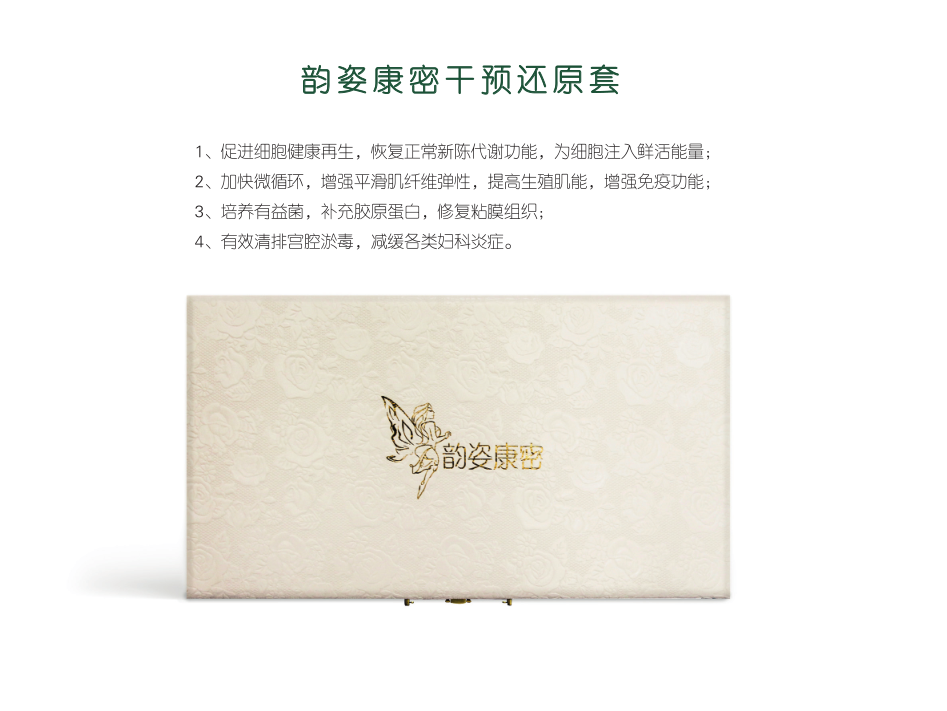 韵姿康密干预还原套
1、促进细胞健康再生，恢复正常新陈代谢功能，为细胞注入鲜活能量；
2、加快微循环，增强平滑肌纤维弹性，提高生殖肌能，增强免疫功能；
3、培养有益菌，补充胶原蛋白，修复粘膜组织；
4、有效清排宫腔淤毒，减缓各类妇科炎症。
韵姿康密